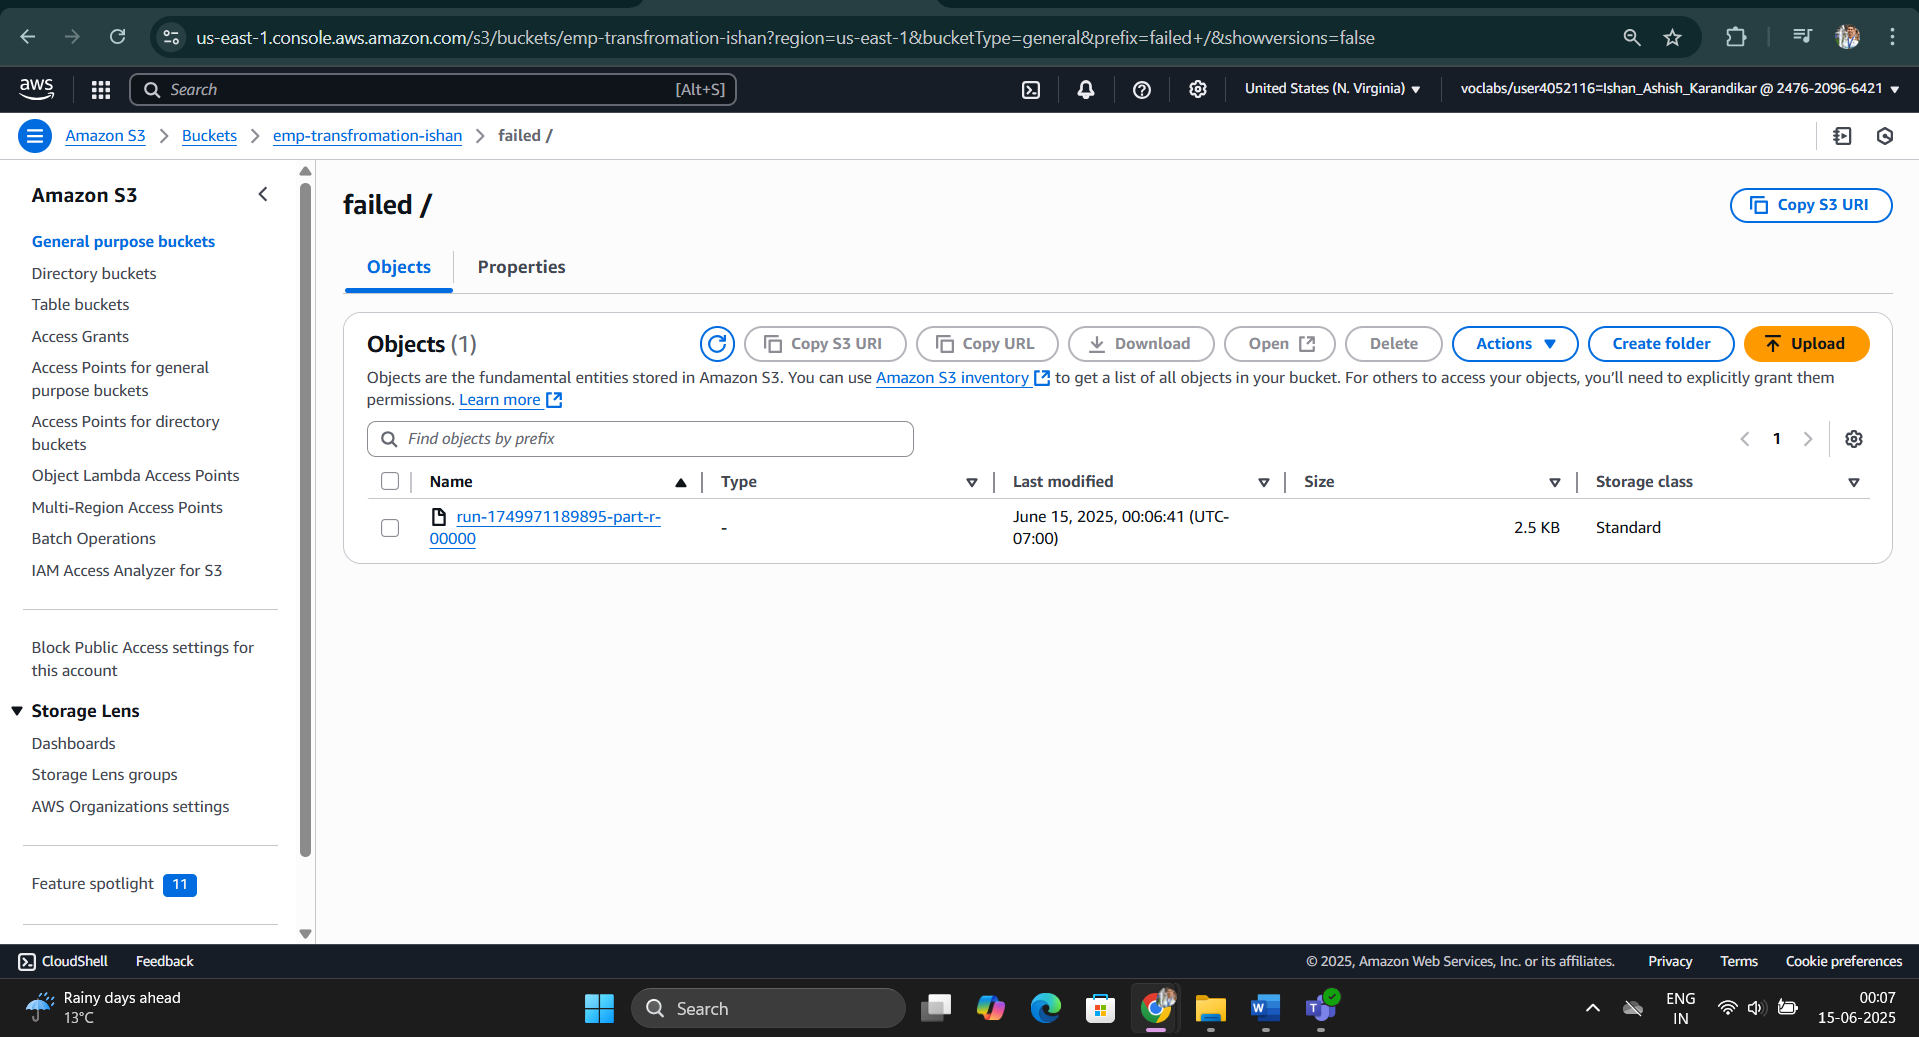 us-east-1.console.aws.amazon.com/s3/buckets/emp-transfromation-ishan?region=us-east-1&bucketType=general&prefix=failed+/&showversions=false
aws
Search
[Alt+S]
United States (N. Virginia)
voclabs/user4052116=Ishan_Ashish_Karandikar @ 2476-2096-6421
Amazon S3
Buckets
emp-transfromation-ishan
failed /
Amazon S3
General purpose buckets
Directory buckets
Table buckets
Access Grants
Access Points for general
purpose buckets
Access Points for directory
buckets
Object Lambda Access Points
Multi-Region Access Points
Batch Operations
IAM Access Analyzer for S3
Block Public Access settings for
this account
Storage Lens
Dashboards
Storage Lens groups
AWS Organizations settings
Feature spotlight 11
failed /
Copy S3 URI
Objects
Properties
Objects (1)
Copy S3 URI
Copy URL
Download
Open
Delete
Actions
Create folder
Upload
Objects are the fundamental entities stored in Amazon S3. You can use Amazon S3 inventory to get a list of all objects in your bucket. For others to access your objects, you'll need to explicitly grant them
permissions. Learn more
Find objects by prefix
1
Name
Type
Last modified
Size
Storage class
run-1749971189895-part-r-
00000
-
June 15, 2025, 00:06:41 (UTC-
07:00)
2.5 KB
Standard
CloudShell
Feedback
© 2025, Amazon Web Services, Inc. or its affiliates.
Privacy
Terms
Cookie preferences
Rainy days ahead
13°C
Search
ENG
IN
00:07
15-06-2025